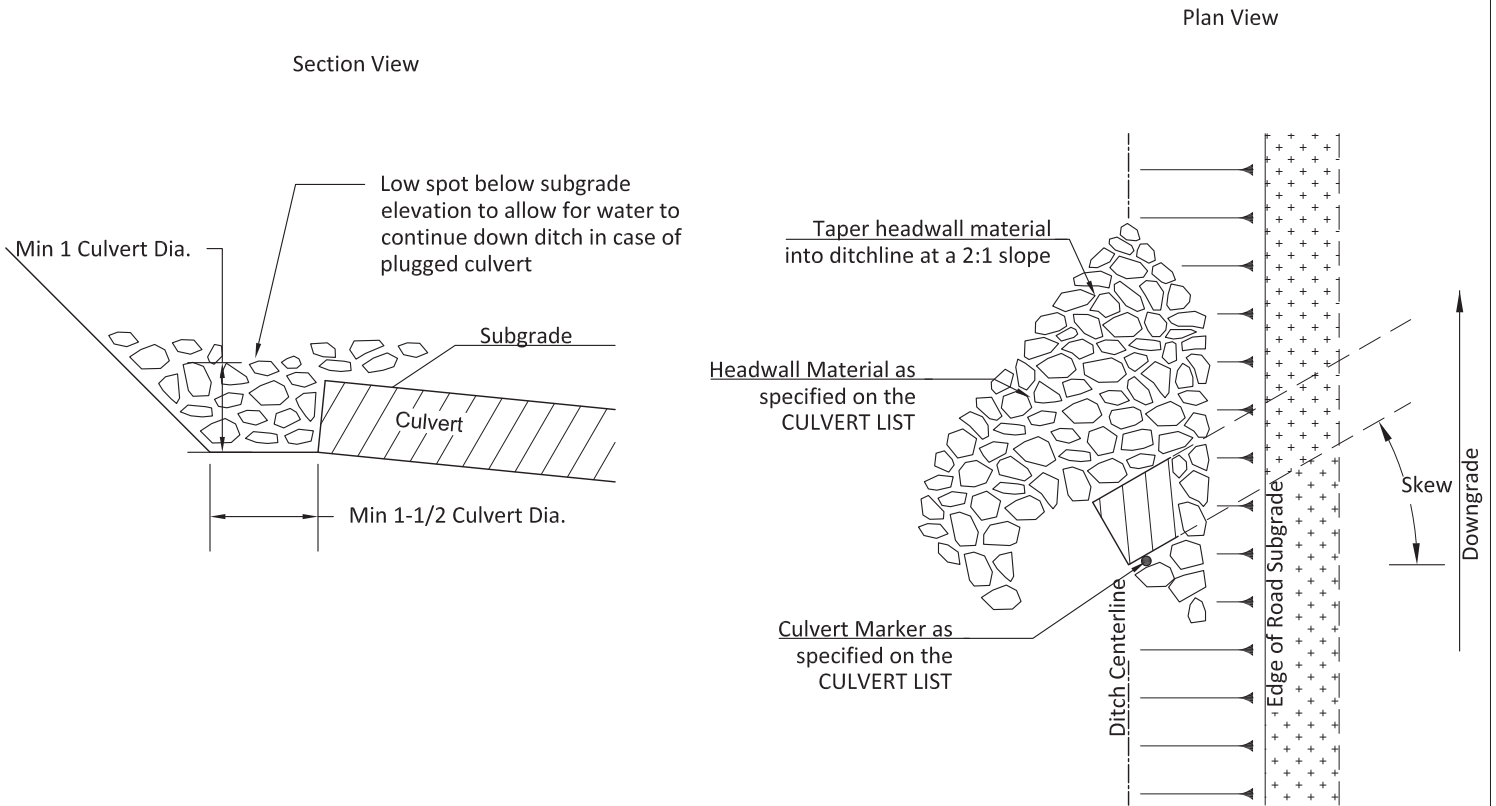 Plan View
Section View
Low spot below subgrade
elevation to allow for water to
continue down ditch in case of
plugged culvert
Min 1 Culvert Dia.
Subgrade
Culvert
Min 1-1/2 Culvert Dia.
Taper headwall material
into ditchline at a 2:1 slope
Headwall Material as
specified on the
CULVERT LIST
Culvert Marker as
specified on the
CULVERT LIST
Ditch Centerline
Edge of Road Subgrade
Skew
Downgrade